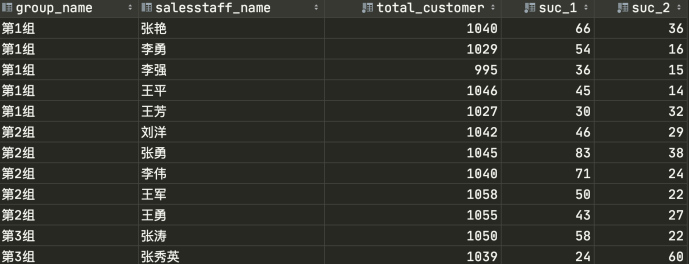 group_name salesstaff_name total_customer suc_1 suc_2
第1组 张艳 1040 66 36
第1组 李勇 1029 54 16
第1组 李强 995 36 15
第1组 王平 1046 45 14
第1组 王芳 1027 30 32
第2组 刘洋 1042 46 29
第2组 张勇 1045 83 38
第2组 李伟 1040 71 24
第2组 王军 1058 50 22
第2组 王勇 1055 43 27
第3组 张涛 1050 58 22
第3组 张秀英 1039 24 60